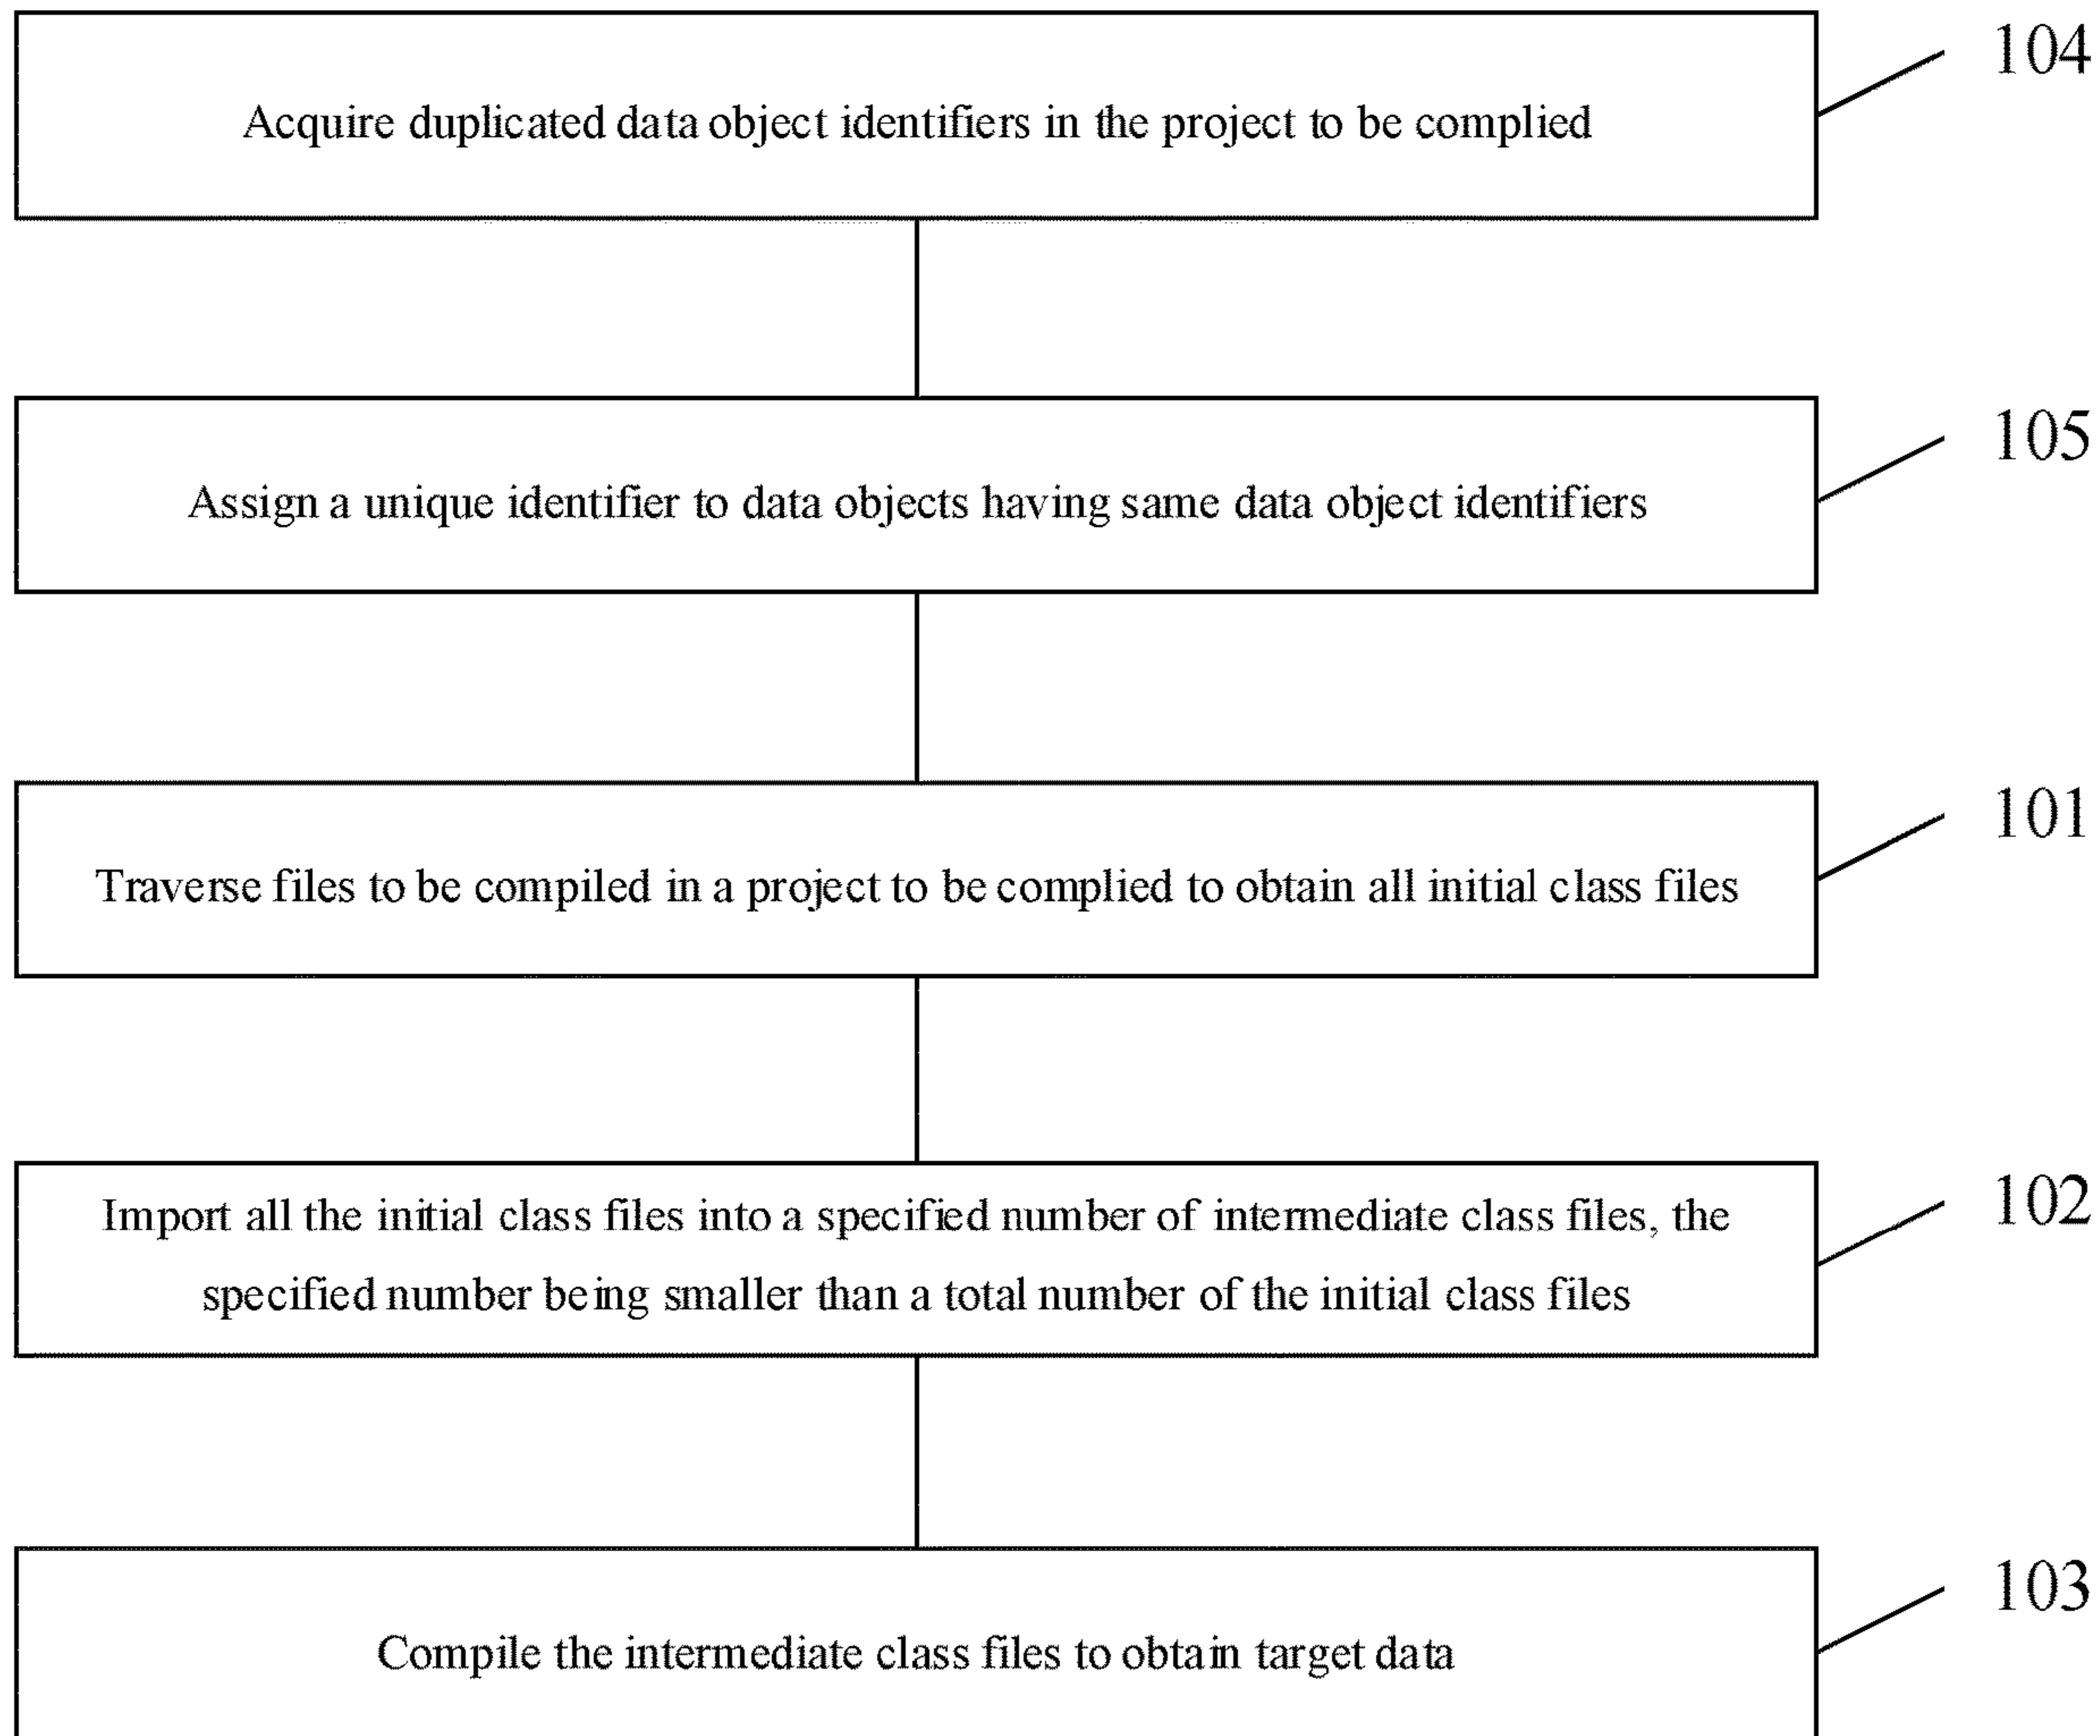 104
Acquire duplicated data object identifiers in the project to be complied
105
Assign a unique identifier to data objects having same data object identifiers
101
Traverse files to be compiled in a project to be complied to obtain all initial class files
102
Import all the initial class files into a specified number of intermediate class files, the
specified number being smaller than a total number of the initial class files
103
Compile the intermediate class files to obtain target data